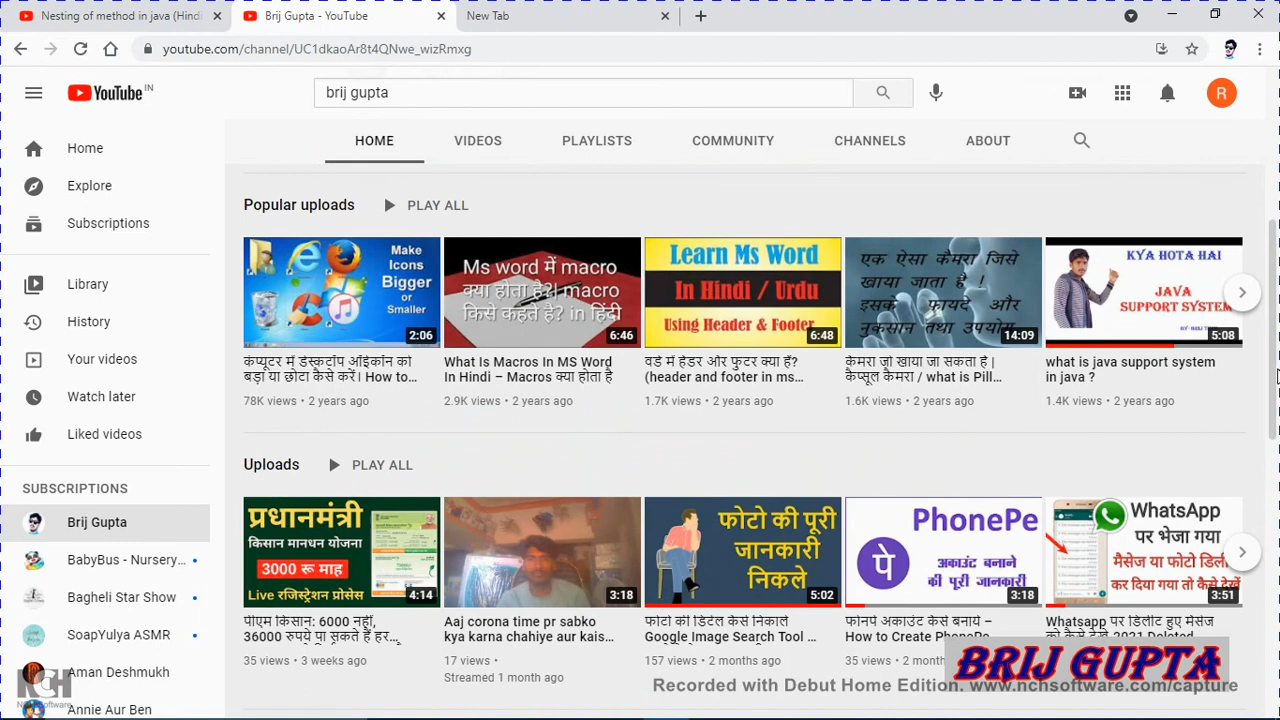 Nesting of method in java (Hindi
Brij Gupta - YouTube
New Tab
youtube.com/channel/UC1dkaoAr8t4QNwe_wizRmxg
YouTube IN
brij gupta
R
HOME
VIDEOS
PLAYLISTS
COMMUNITY
CHANNELS
ABOUT
Home
Explore
Subscriptions
Library
History
Your videos
Watch later
Liked videos
SUBSCRIPTIONS
Brij Gupta
BabyBus - Nursery...
Bagheli Star Show
SoapYulya ASMR
Aman Deshmukh
Annie Aur Ben
Popular uploads
PLAY ALL
Make
Icons
Bigger
or
Smaller
2:06
Ms word में macro
क्या होता है?| macro
किसे कहते है? in हिंदी
6:46
Learn Ms Word
In Hindi / Urdu
Using Header & Footer
6:48
एक ऐसा कैमरा जिसे
खाया जाता है !
इसके फायदे और
नुकसान तथा उपयोग
14:09
KYA HOTA HAI
JAVA
SUPPORT SYSTEM
5:08
कंप्यूटर में डेस्कटॉप आईकॉन को
बड़ा या छोटा कैसे करें। How to...
78K views • 2 years ago
What Is Macros In MS Word
In Hindi – Macros क्या होता है
2.9K views • 2 years ago
वर्ड में हेडर और फुटर क्या हैं?
(header and footer in ms...
1.7K views • 2 years ago
कैमरा जो खाया जा सकता है |
कैप्सूल कैमरा / what is Pill...
1.6K views • 2 years ago
what is java support system
in java ?
1.4K views • 2 years ago
Uploads
PLAY ALL
प्रधानमंत्री
किसान मानधन योजना
3000 रू माह
Live रजिस्ट्रेशन प्रोसेस
4:14
3:18
फोटो की पूरी
जानकारी
निकले
5:02
PhonePe
पे
अकाउंट बनाने
की पूरी जानकारी
3:18
WhatsApp
पर भेजा गया
मैसेज या फोटो डिली
कर दिया गया तो कैसे देखें
3:51
पीएम किसान: 6000 नहीं,
36000 रुपये पा सकते हैं हर...
35 views • 3 weeks ago
Aaj corona time pr sabko
kya karna chahiye aur kais...
17 views •
Streamed 1 month ago
फोटो की डिटेल कैसे निकाले
Google Image Search Tool ...
157 views • 2 months ago
फोनपे अकाउंट कैसे बनाये –
How to Create PhonePe
35 views • 2
Whatsapp पर डिलीट हुए मैसेज
को कैसे देखे 2021 Deleted
BRIJ GUPTA
NCH
NCH Software
Recorded with Debut Home Edition. www.nchsoftware.com/capture